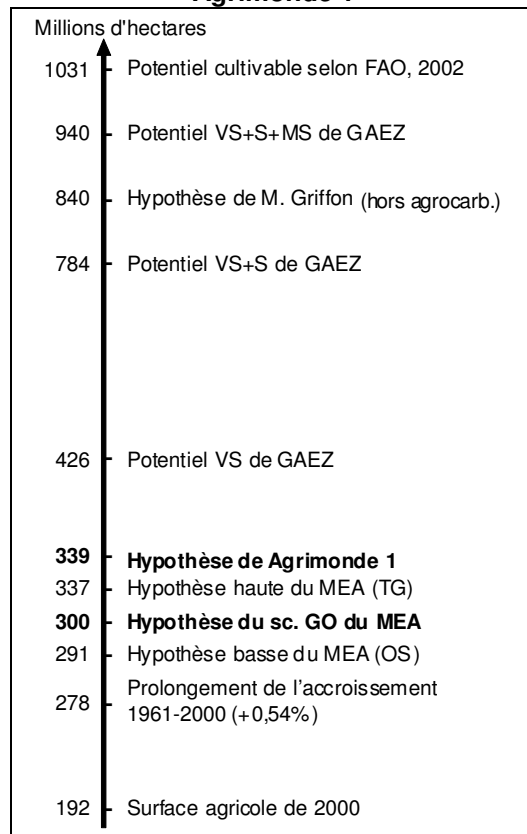 Agrimonde 1
Millions d'hectares
1031 Potentiel cultivable selon FAO, 2002
940 Potentiel VS+S+MS de GAEZ
840 Hypothèse de M. Griffon (hors agrocarb.)
784 Potentiel VS+S de GAEZ
426 Potentiel VS de GAEZ
339 Hypothèse de Agrimonde 1
337 Hypothèse haute du MEA (TG)
300 Hypothèse du sc. GO du MEA
291 Hypothèse basse du MEA (OS)
278 Prolongement de l'accroissement
1961-2000 (+0,54%)
192 Surface agricole de 2000